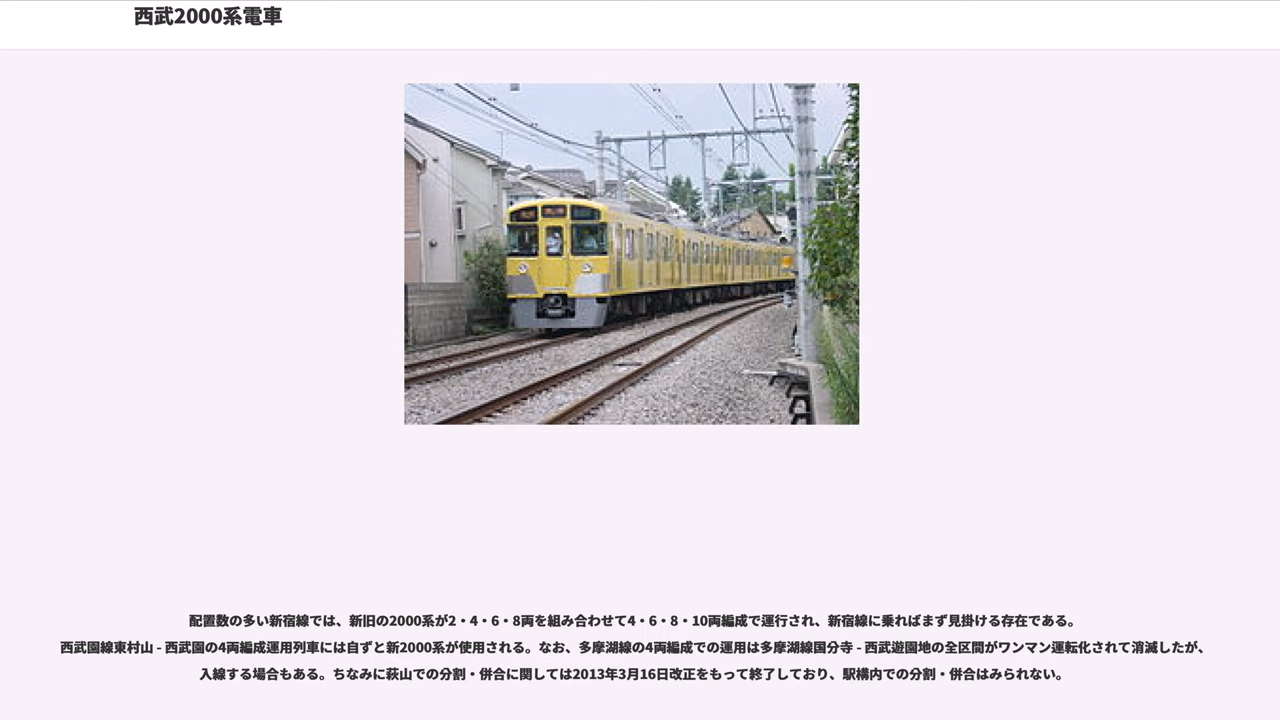 西武2000系電車
配置数の多い新宿線では、新旧の2000系が2・4・6・8両を組み合わせて4・6・8・10両編成で運行され、新宿線に乗ればまず見掛ける存在である。
西武園線東村山 - 西武園の4両編成運用列車には自ずと新2000系が使用される。なお、多摩湖線の4両編成での運用は多摩湖線国分寺 - 西武遊園地の全区間がワンマン運転化されて消滅したが、
入線する場合もある。ちなみに萩山での分割・併合に関しては2013年3月16日改正をもって終了しており、駅構内での分割・併合はみられない。